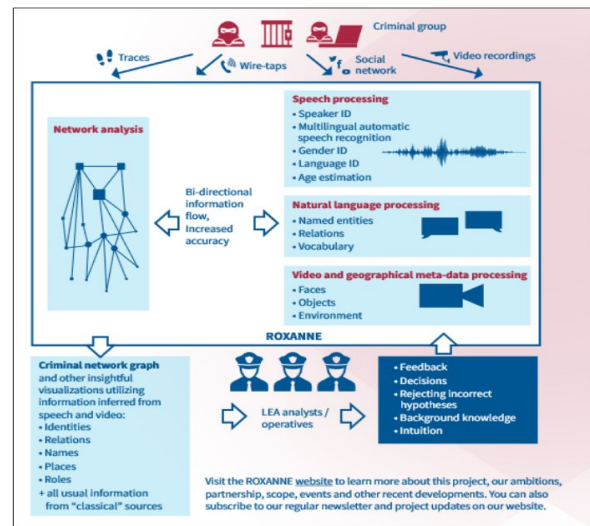 Criminal group
Traces
Wire-taps
Social
network
Video recordings
Network analysis
Bi-directional
information
flow,
Increased
accuracy
Speech processing
• Speaker ID
• Multilingual automatic
speech recognition
• Gender ID
• Language ID
• Age estimation
Natural language processing
• Named entities
• Relations
• Vocabulary
Video and geographical meta-data processing
• Faces
• Objects
• Environment
ROXANNE
Criminal network graph
and other insightful
visualizations utilizing
information inferred from
speech and video:
• Identities
• Relations
• Names
• Places
• Roles
+ all usual information
from “classical” sources
LEA analysts /
operatives
• Feedback
• Decisions
• Rejecting incorrect
hypotheses
• Background knowledge
• Intuition
Visit the ROXANNE website to learn more about this project, our ambitions,
partnership, scope, events and other recent developments. You can also
subscribe to our regular newsletter and project updates on our website.